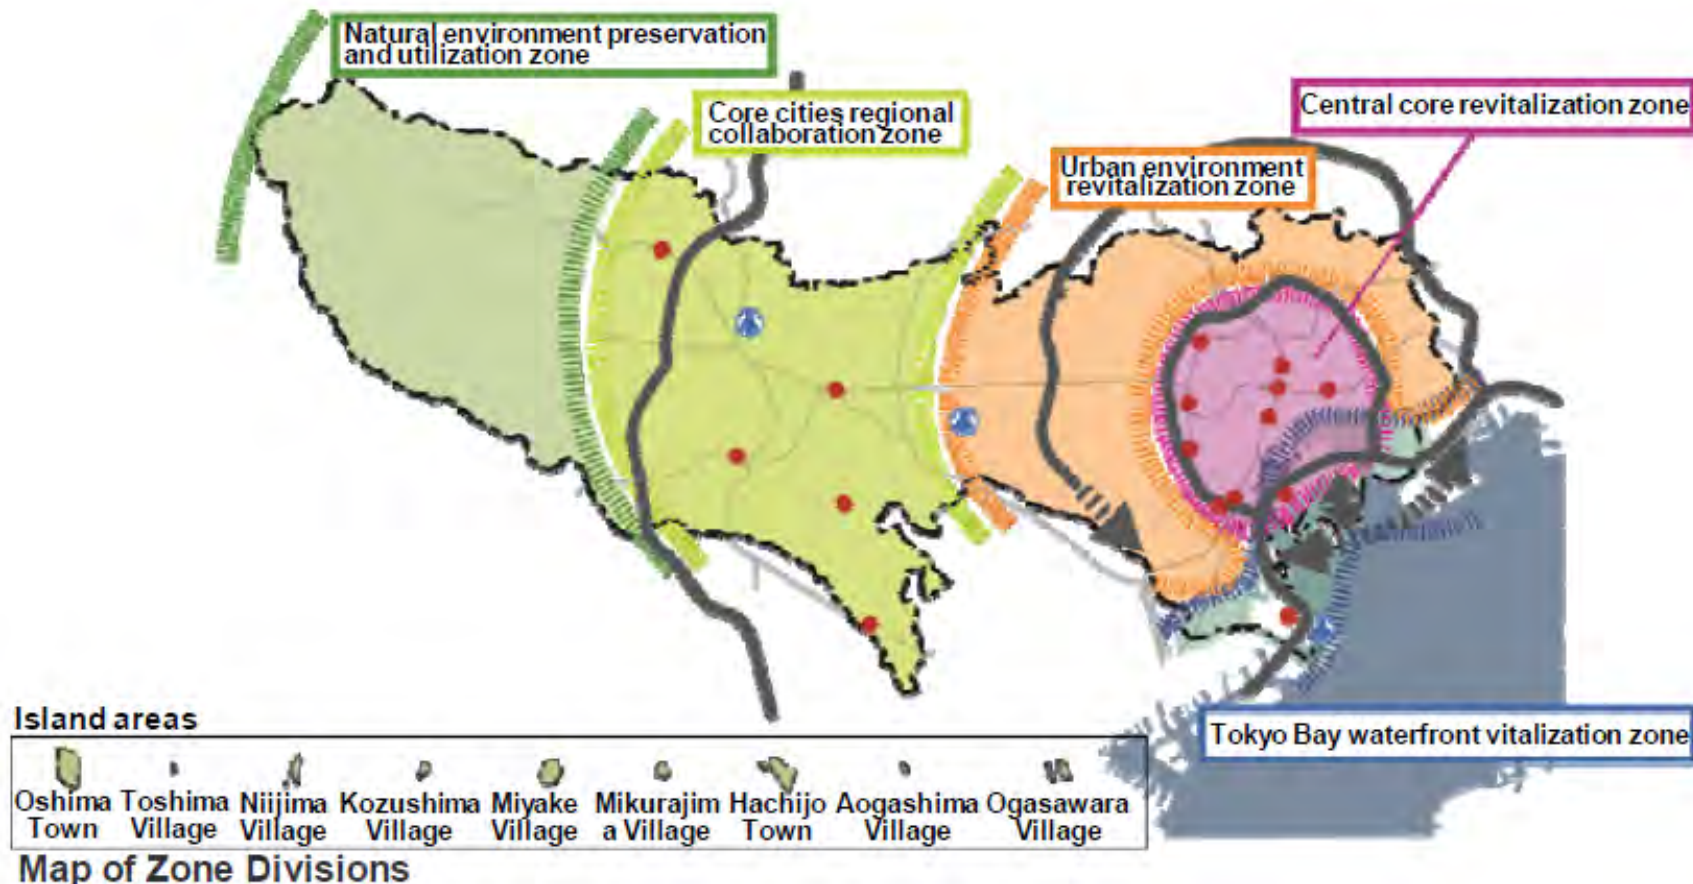 Natural environment preservation
and utilization zone
Core cities regional
collaboration zone
Central core revitalization zone
Urban environment
revitalization zone
Tokyo Bay waterfront vitalization zone
Island areas
Oshima
Town
Toshima
Village
Niijima
Village
Kozushima
Village
Miyake
Village
Mikurajim
a Village
Hachijo
Town
Aogashima
Village
Ogasawara
Village
Map of Zone Divisions